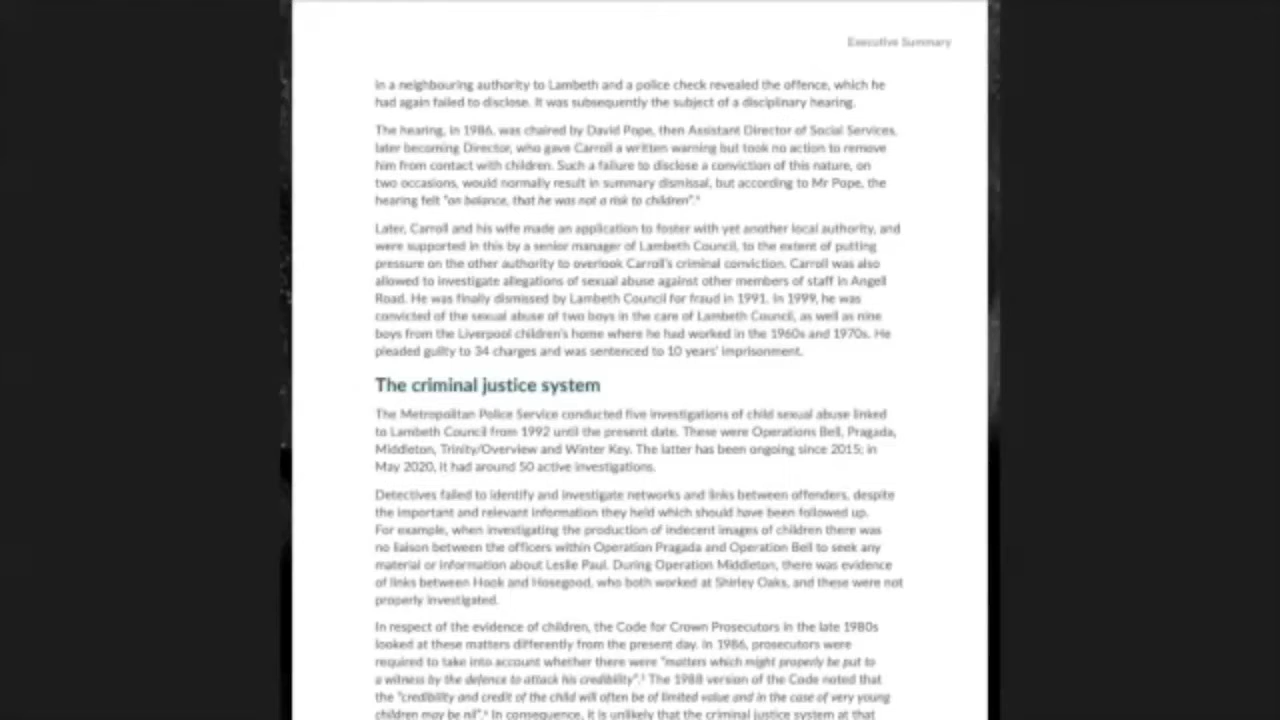 Executive Summary
in a neighbouring authority to Lambeth and a police check revealed the offence, which he
had again failed to disclose. It was subsequently the subject of a disciplinary hearing.
The hearing, in 1986, was chaired by David Pope, then Assistant Director of Social Services,
later becoming Director, who gave Carroll a written warning but took no action to remove
him from contact with children. Such a failure to disclose a conviction of this nature, on
two occasions, would normally result in summary dismissal, but according to Mr Pope, the
hearing felt "on balance, that he was not a risk to children".⁴
Later, Carroll and his wife made an application to foster with yet another local authority, and
were supported in this by a senior manager of Lambeth Council, to the extent of putting
pressure on the other authority to overlook Carroll's criminal conviction. Carroll was also
allowed to investigate allegations of sexual abuse against other members of staff in Angell
Road. He was finally dismissed by Lambeth Council for fraud in 1991. In 1999, he was
convicted of the sexual abuse of two boys in the care of Lambeth Council, as well as nine
boys from the Liverpool children's home where he had worked in the 1960s and 1970s. He
pleaded guilty to 34 charges and was sentenced to 10 years' imprisonment.
The criminal justice system
The Metropolitan Police Service conducted five investigations of child sexual abuse linked
to Lambeth Council from 1992 until the present date. These were Operations Bell, Pragada,
Middleton, Trinity/Overview and Winter Key. The latter has been ongoing since 2015; in
May 2020, it had around 50 active investigations.
Detectives failed to identify and investigate networks and links between offenders, despite
the important and relevant information they held which should have been followed up.
For example, when investigating the production of indecent images of children there was
no liaison between the officers within Operation Pragada and Operation Bell to seek any
material or information about Leslie Paul. During Operation Middleton, there was evidence
of links between Hook and Hosegood, who both worked at Shirley Oaks, and these were not
properly investigated.
In respect of the evidence of children, the Code for Crown Prosecutors in the late 1980s
looked at these matters differently from the present day. In 1986, prosecutors were
required to take into account whether there were "matters which might properly be put to
a witness by the defence to attack his credibility".⁵ The 1988 version of the Code noted that
the "credibility and credit of the child will often be of limited value and in the case of very young
children may be nil".⁶ In consequence, it is unlikely that the criminal justice system at that